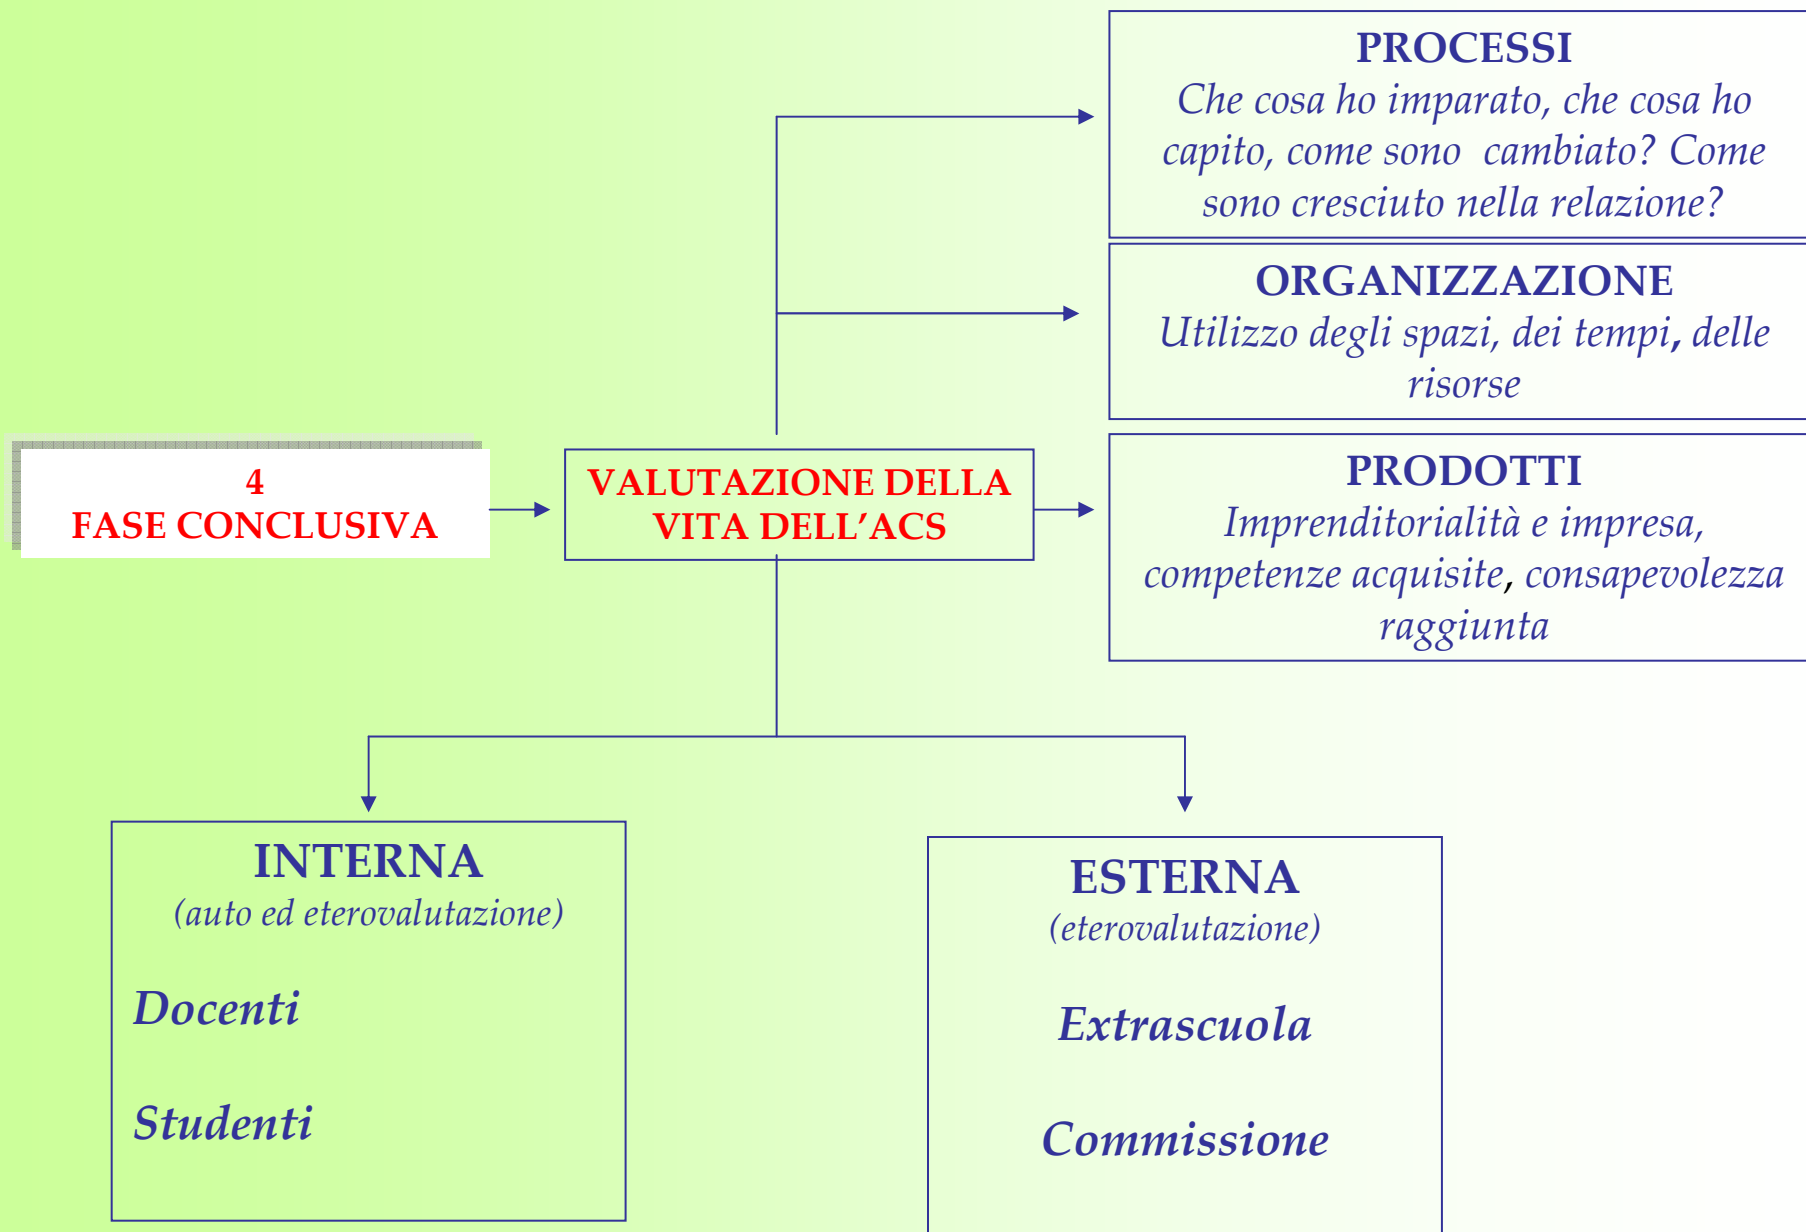 PROCESSI
Che cosa ho imparato, che cosa ho
capito, come sono cambiato? Come
sono cresciuto nella relazione?
ORGANIZZAZIONE
Utilizzo degli spazi, dei tempi, delle
risorse
4
FASE CONCLUSIVA
VALUTAZIONE DELLA
VITA DELL’ACS
PRODOTTI
Imprenditorialità e impresa,
competenze acquisite, consapevolezza
raggiunta
INTERNA
(auto ed eterovalutazione)
Docenti
Studenti
ESTERNA
(eterovalutazione)
Extrascuola
Commissione